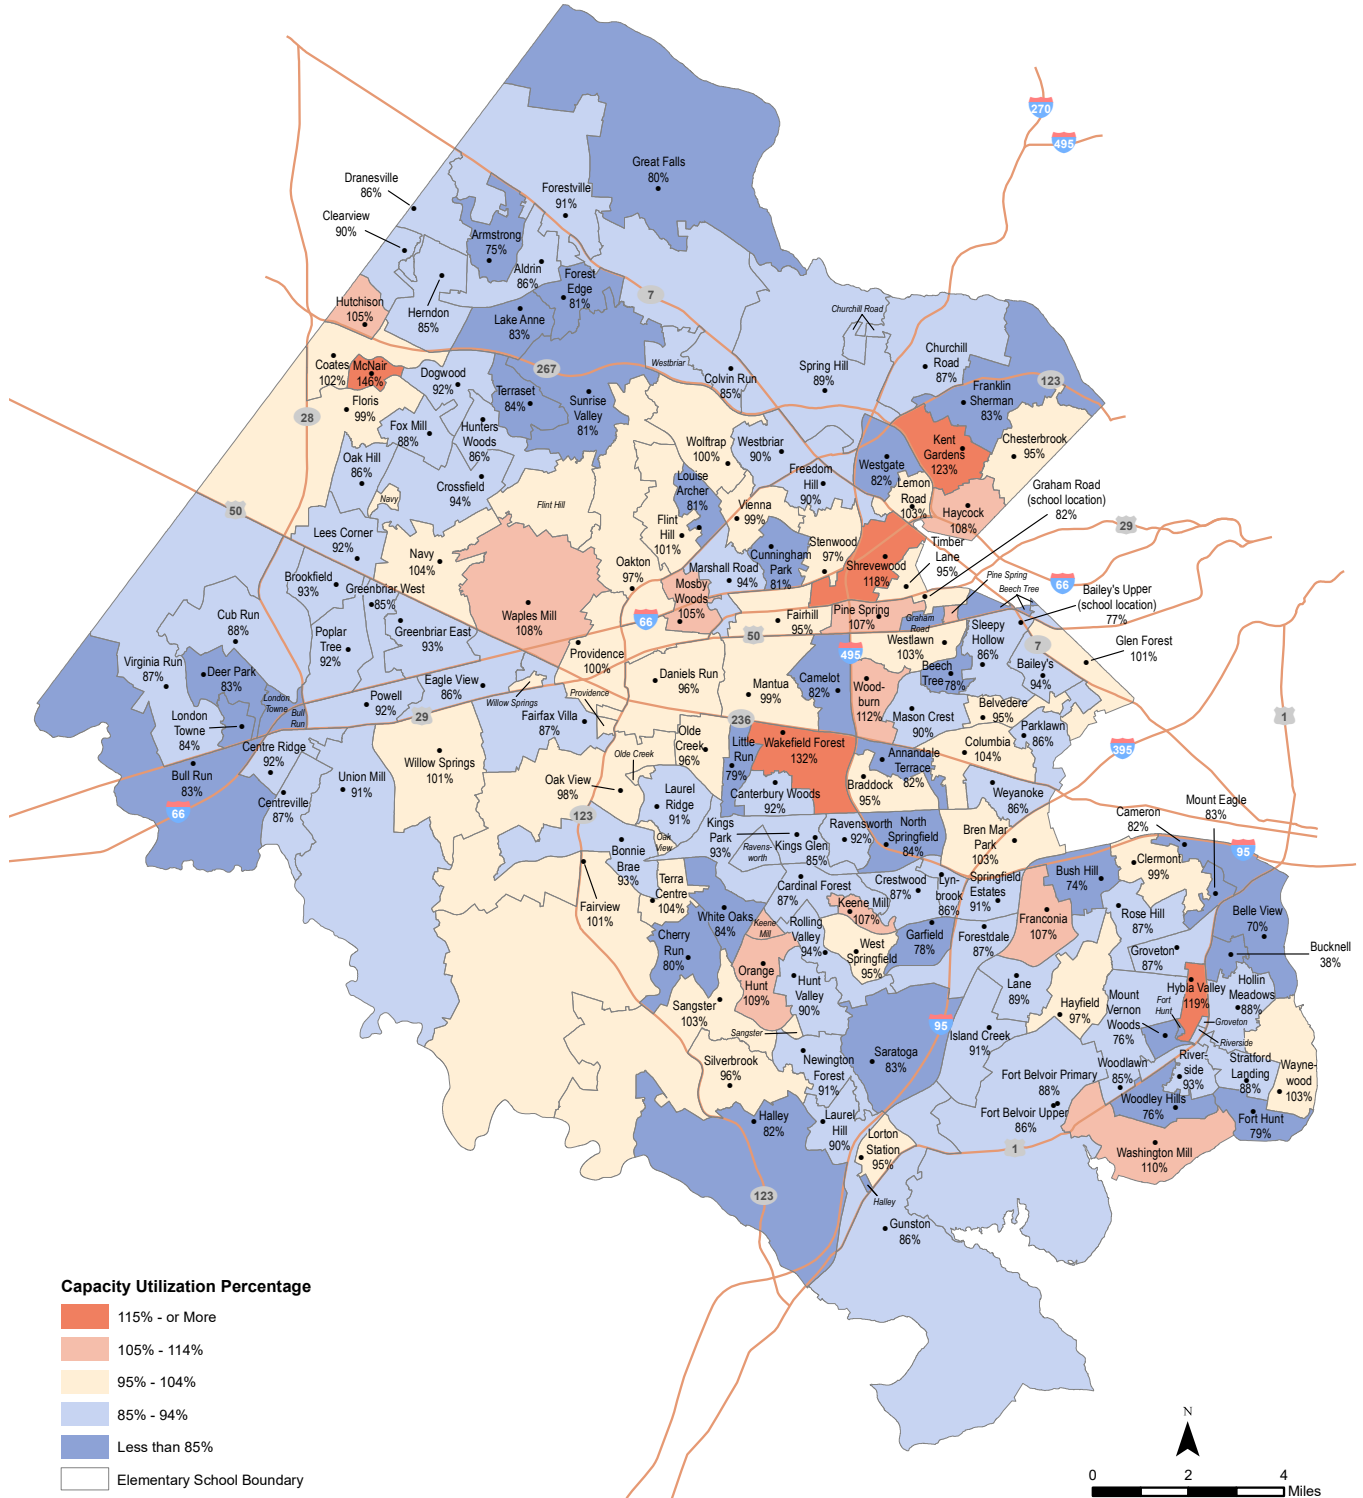 270
495
Great Falls
80%
Dranesville
86%
Forestville
91%
Clearview
90%
Armstrong
75%
Aldrin
86%
Forest
Edge
81%
7
Hutchison
105%
Herndon
85%
Lake Anne
83%
Churchill Road
Coates
102%
McNair
146%
Dogwood
92%
267
Westbriar
Colvin Run
85%
Spring Hill
89%
Churchill
Road
87%
Franklin
Sherman
83%
123
Floris
99%
28
Terraset
84%
Sunrise
Valley
81%
Fox Mill
88%
Hunters
Woods
86%
Wolftrap
100%
Westbriar
90%
Kent
Gardens
123%
Chesterbrook
95%
Oak Hill
86%
Crossfield
94%
Louise
Archer
81%
Freedom
Hill
90%
Westgate
82%
Lemon
Road
103%
Haycock
108%
Graham Road
(school location)
82%
50
Navy
Flint Hill
Vienna
99%
Flint
Hill
101%
29
Lees Corner
92%
Navy
104%
Oakton
97%
Marshall Road
94%
Cunningham
Park
81%
Stenwood
97%
Shrevewood
118%
Timber
Lane
95%
Pine Spring
Beech Tree
66
Bailey's Upper
(school location)
77%
Brookfield
93%
Greenbriar West
85%
Waples Mill
108%
Mosby
Woods
105%
66
Fairhill
95%
Pine Spring
107%
Graham
Road
Cub Run
88%
Poplar
Tree
92%
Greenbriar East
93%
50
495
Westlawn
103%
Sleepy
Hollow
86%
7
Glen Forest
101%
Virginia Run
87%
Deer Park
83%
Providence
100%
Daniels Run
96%
Mantua
99%
Camelot
82%
Wood-
burn
112%
Beech
Tree 78%
Bailey's
94%
London
Towne
Bull
Run
Powell
92%
Eagle View
86%
Willow Springs
Providence
London
Towne
84%
29
Fairfax Villa
87%
236
Mason Crest
90%
Belvedere
95%
Parklawn
86%
1
Centre Ridge
92%
Bull Run
83%
66
Centreville
87%
Union Mill
91%
Willow Springs
101%
Olde Creek
Olde
Creek
96%
Little
Run
79%
Wakefield Forest
132%
Annandale
Terrace
82%
Columbia
104%
395
Oak View
98%
Laurel
Ridge
91%
Canterbury Woods
92%
Braddock
95%
Weyanoke
86%
123
Kings
Park
93%
Ravens-
worth
Kings Glen
85%
Ravensworth
92%
North
Springfield
84%
Bren Mar
Park
103%
Cameron
82%
Mount Eagle
83%
95
Bonnie
Brae
93%
Oak
View
Fairview
101%
Terra
Centre
104%
Cardinal Forest
87%
Crestwood
87%
Lyn-
brook
86%
Springfield
Estates
91%
Bush Hill
74%
Clermont
99%
White Oaks
84%
Keene
Mill
Keene Mill
107%
Franconia
107%
Rose Hill
87%
Belle View
70%
Cherry
Run
80%
Rolling
Valley
94%
West
Springfield
95%
Garfield
78%
Forestdale
87%
Groveton
87%
Bucknell
38%
Orange
Hunt
109%
Hunt
Valley
90%
Lane
89%
Hayfield
97%
Mount
Vernon
Woods
76%
Fort
Hunt
Hybla Valley
119%
Hollin
Meadows
88%
Sangster
103%
Sangster
95
Island Creek
91%
Groveton
Riverside
Silverbrook
96%
Newington
Forest
91%
Saratoga
83%
Fort Belvoir Primary
88%
Woodlawn
85%
River-
side
93%
Stratford
Landing
88%
Wayne-
wood
103%
Halley
82%
Laurel
Hill
90%
Fort Belvoir Upper
86%
Woodley Hills
76%
Fort Hunt
79%
Lorton
Station
95%
1
Washington Mill
110%
123
Halley
Gunston
86%
Capacity Utilization Percentage
115% - or More
105% - 114%
95% - 104%
85% - 94%
Less than 85%
Elementary School Boundary
N
0 2 4
Miles